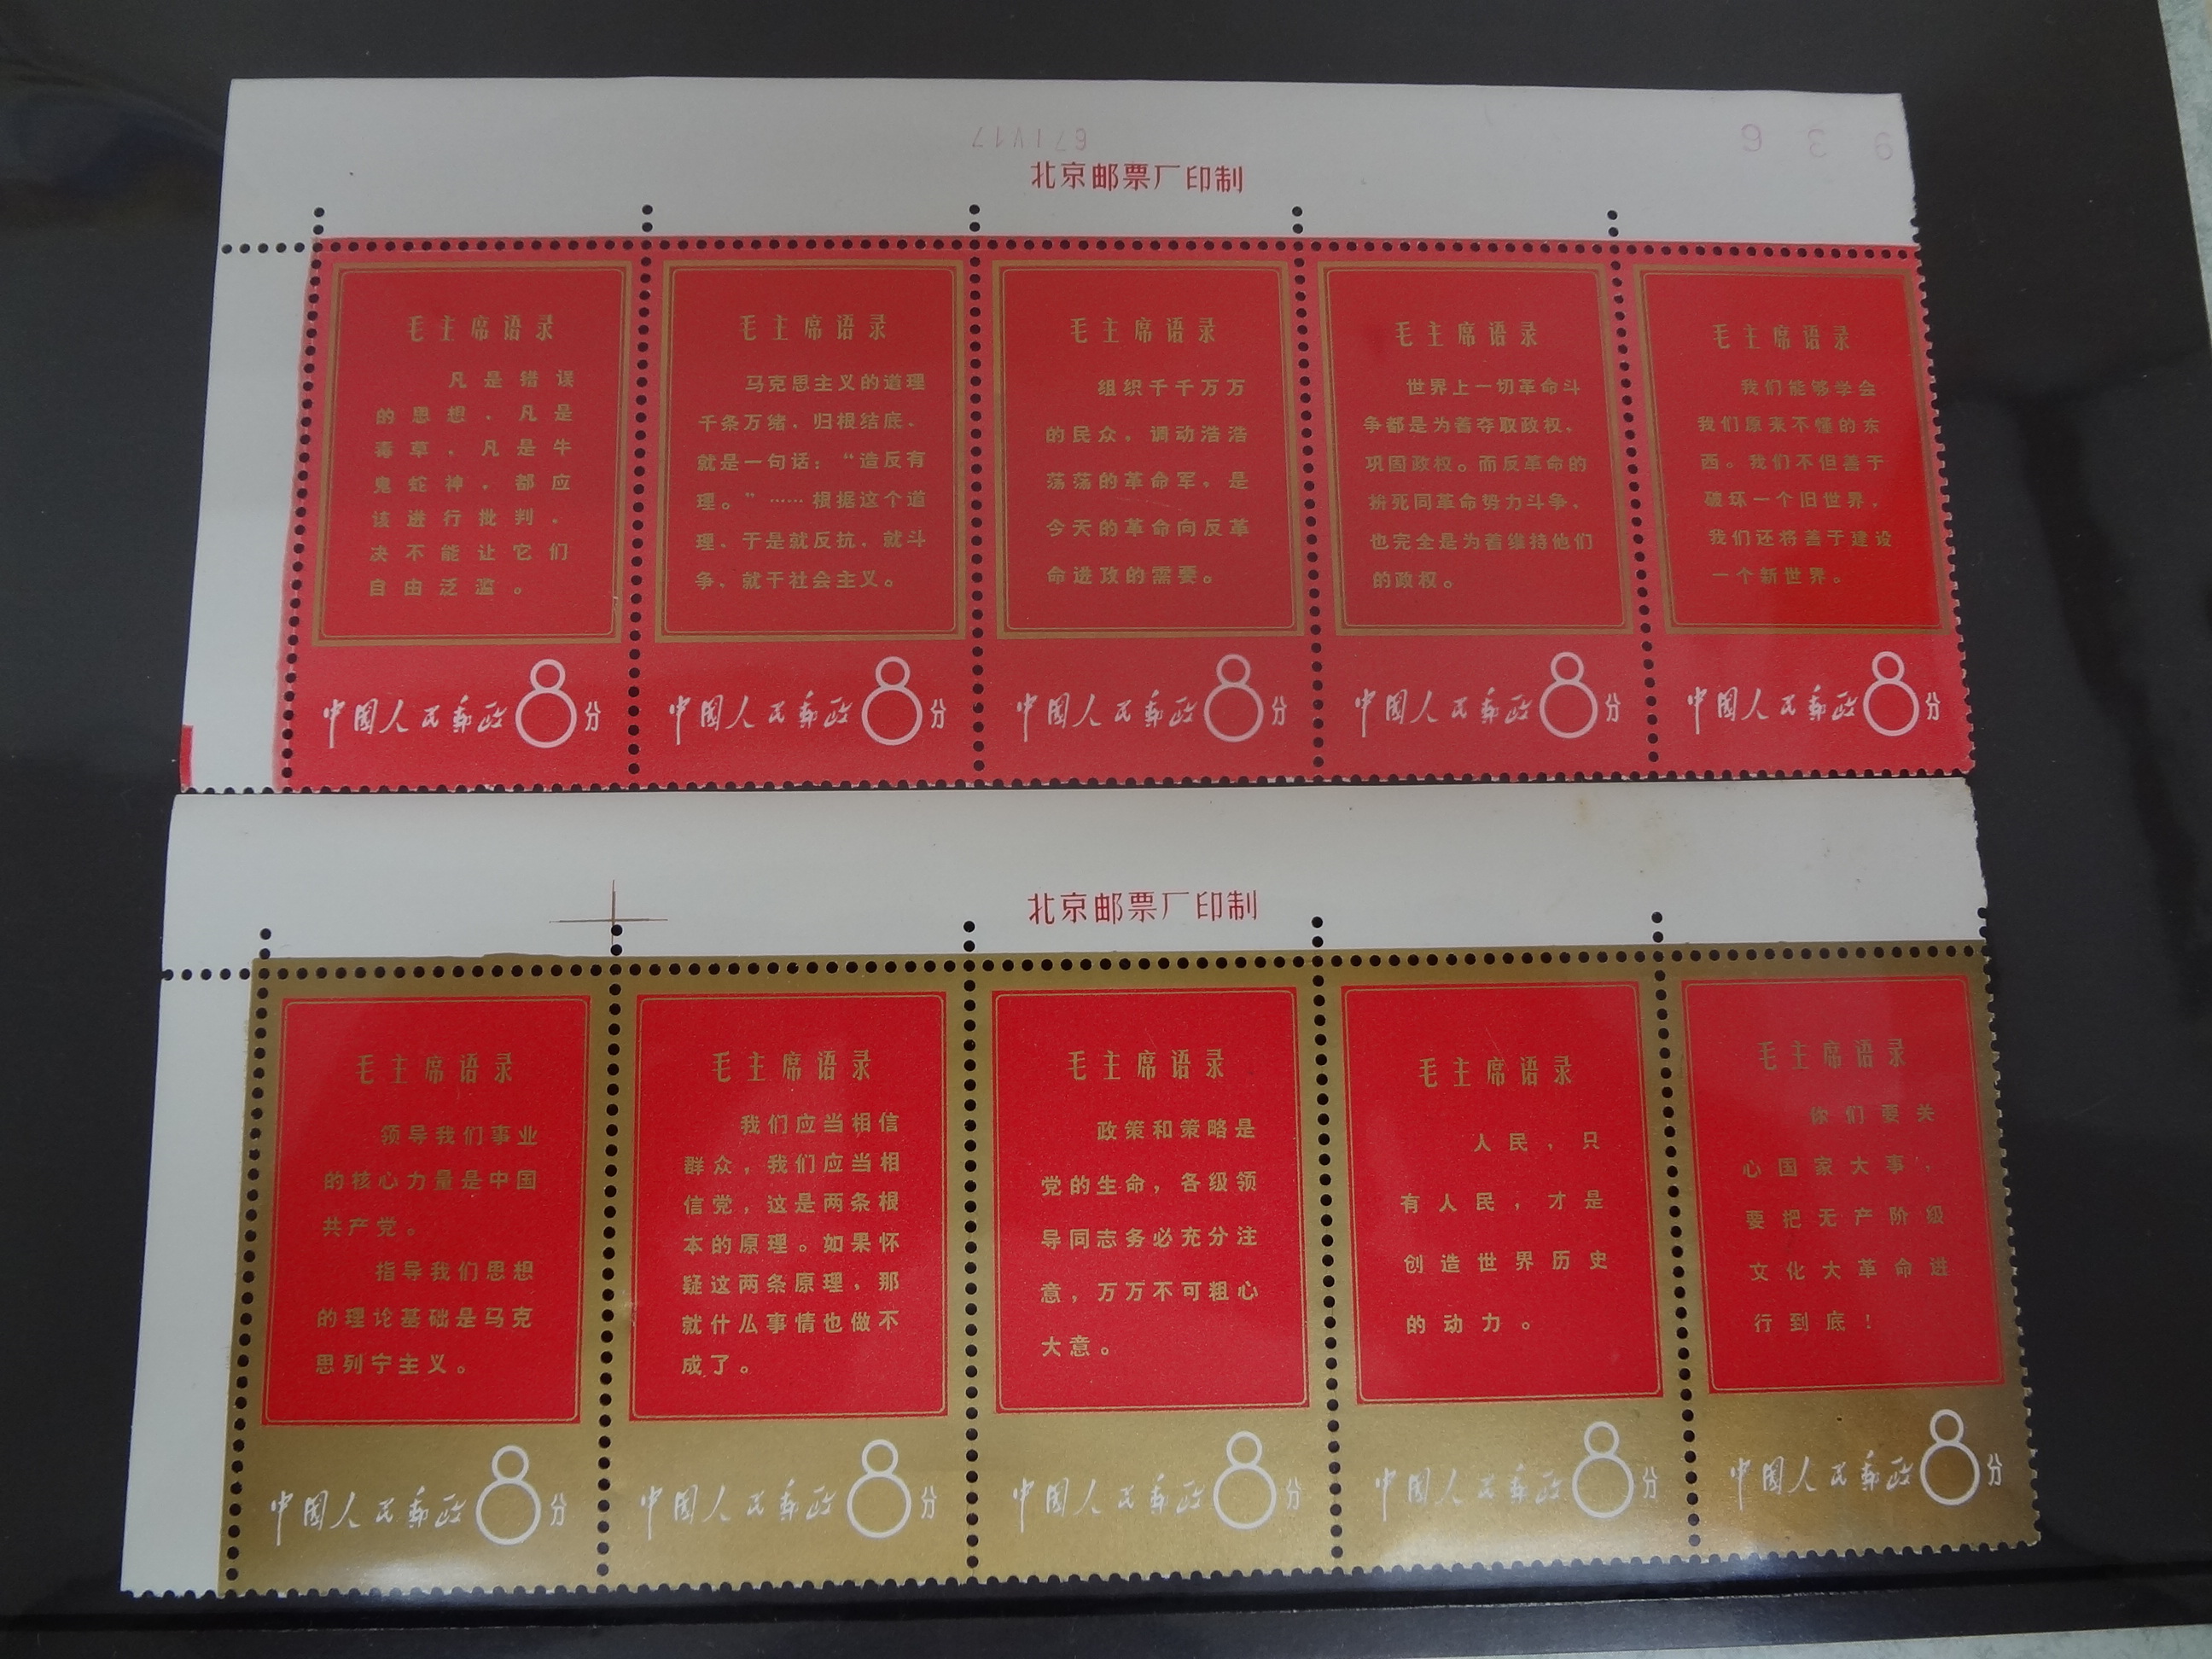 67 IV 17
9 3 6
北京邮票厂印制
毛主席语录
凡是错误
的思想，凡是
毒草，凡是牛
鬼蛇神，都应
该进行批判，
决不能让它们
自由泛滥。
中国人民邮政8分
毛主席语录
马克思主义的道理
千条万绪，归根结底，
就是一句话：“造反有
理。”……根据这个道
理，于是就反抗，就斗
争，就干社会主义。
中国人民邮政8分
毛主席语录
组织千千万万
的民众，调动浩浩
荡荡的革命军，是
今天的革命向反革
命进攻的需要。
中国人民邮政8分
毛主席语录
世界上一切革命斗
争都是为着夺取政权，
巩固政权。而反革命的
拚死同革命势力斗争，
也完全是为着维持他们
的政权。
中国人民邮政8分
毛主席语录
我们能够学会
我们原来不懂的东
西。我们不但善于
破坏一个旧世界，
我们还将善于建设
一个新世界。
中国人民邮政8分
北京邮票厂印制
毛主席语录
领导我们事业
的核心力量是中国
共产党。
指导我们思想
的理论基础是马克
思列宁主义。
中国人民邮政8分
毛主席语录
我们应当相信
群众，我们应当相
信党，这是两条根
本的原理。如果怀
疑这两条原理，那
就什么事情也做不
成了。
中国人民邮政8分
毛主席语录
政策和策略是
党的生命，各级领
导同志务必充分注
意，万万不可粗心
大意。
中国人民邮政8分
毛主席语录
人民，只
有人民，才是
创造世界历史
的动力。
中国人民邮政8分
毛主席语录
你们要关
心国家大事，
要把无产阶级
文化大革命进
行到底！
中国人民邮政8分